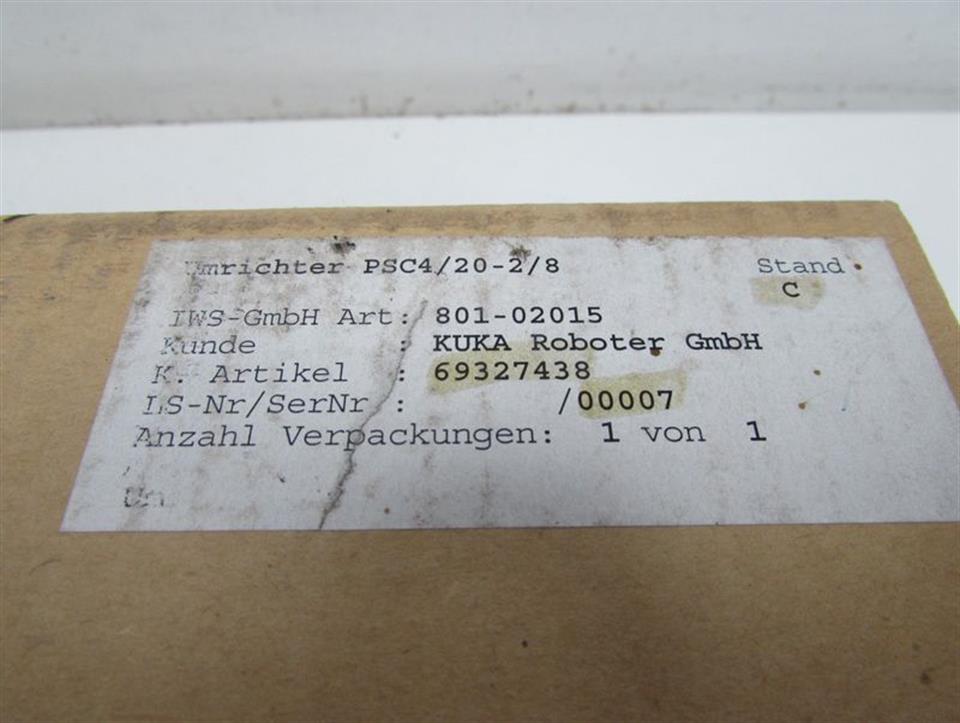 Umrichter PSC4/20-2/8 Stand
C
IWS-GmbH Art: 801-02015
Kunde : KUKA Roboter GmbH
K. Artikel : 69327438
LS-Nr/SerNr : /00007
Anzahl Verpackungen: 1 von 1